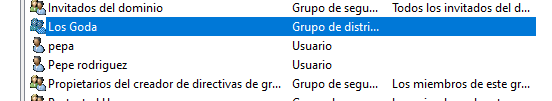 Invitados del dominio Grupo de segu... Todos los invitados del d
Los Goda Grupo de distri...
pepa Usuario
Pepe rodriguez Usuario
Propietarios del creador de directivas de gr... Grupo de segu... Los miembros de este gr